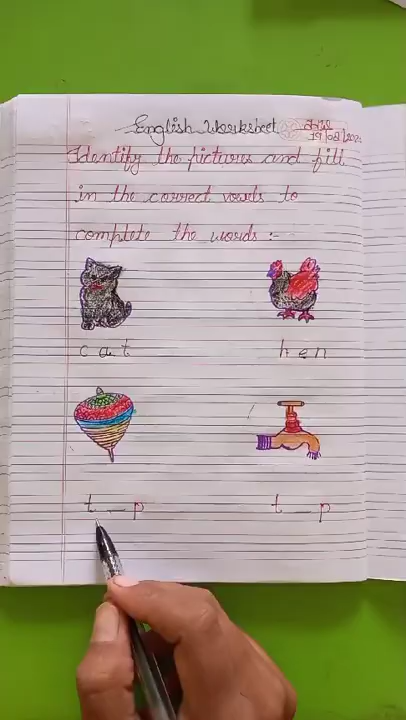 English Worksheet
Identify the pictures and fill
in the correct vowels to
complete the words :-
cat
hen
t _ p
t _ p